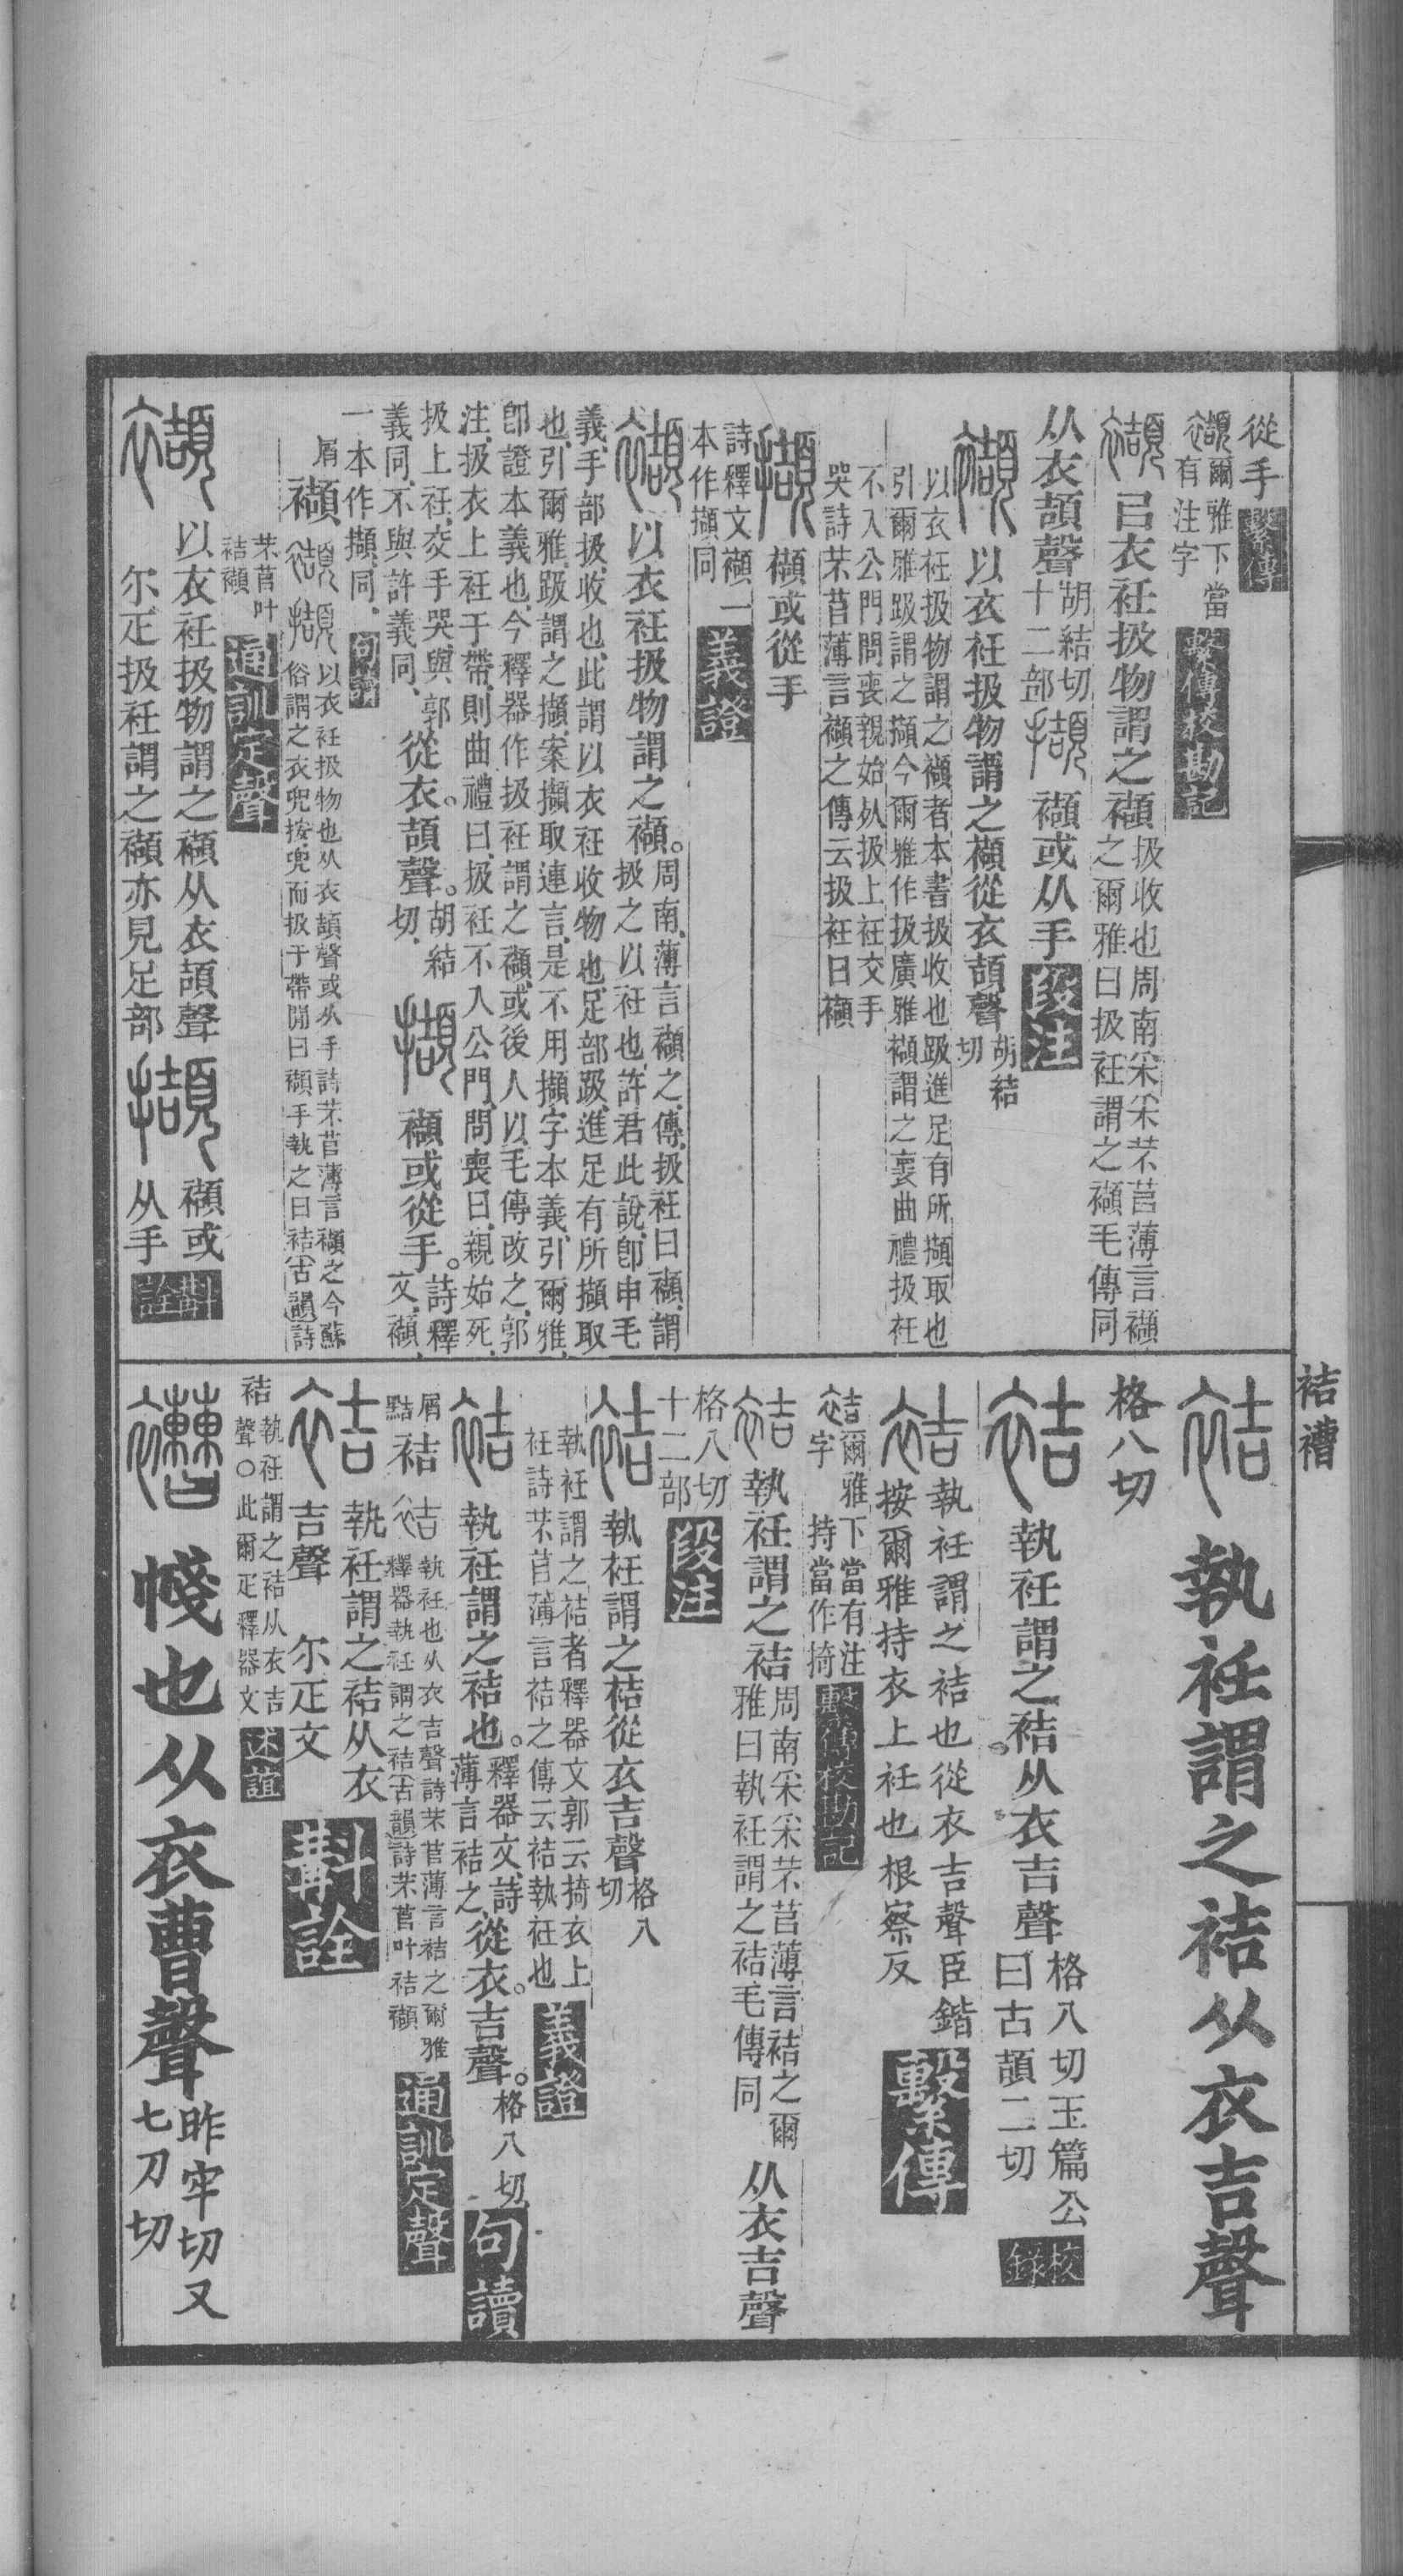 從手 繫傳
襭爾雅下當
有注字 繫傳校勘記
襭㠯衣衽扱物謂之襭扱收也周南采采芣苢薄言襭
之爾雅曰扱衽謂之襭毛傳同
从衣頡聲胡結切
十二部 擷襭或从手 段注
襭以衣衽扱物謂之襭從衣頡聲胡結
切
以衣衽扱物謂之襭者本書扱收也趿進足有所擷取也
引爾雅趿謂之擷今爾雅作扱廣雅襭謂之褱曲禮扱衽
不入公門問喪親始死扱上衽交手
哭詩芣苢薄言襭之傳云扱衽曰襭
擷襭或從手
詩釋文襭一
本作擷同 義證
襭以衣衽扱物謂之襭。周南、薄言襭之、傳、扱衽曰襭、謂
扱之以衽也、許君此說、卽申毛
義、手部扱、收也、此謂以衣衽收物也、足部趿、進足有所擷取
也、引爾雅、趿謂之擷、案擷取連言、是不用擷字本義、引爾雅、
卽證本義也、今釋器作扱衽謂之襭、或後人以毛傳改之、郭
注、扱衣上衽于帶、則曲禮曰、扱衽不入公門、問喪曰、親始死、
扱上衽、交手哭、與郭
義同、不與許義同、從衣。頡聲。胡結
切、 擷襭或從手。詩釋
文、襭、
一本作擷、同、 句讀
屑 襭 襭擷以衣衽扱物也从衣頡聲或从手詩芣苢薄言襭之今蘇
俗謂之衣兜按兜而扱于帶閒曰襭手執之曰袺〔古韻〕詩
芣苢叶
袺襭 通訓定聲
襭以衣衽扱物謂之襭从衣頡聲擷襭或
尔疋扱衽謂之襭亦見足部 从手 斠詮
袺 執衽謂之袺从衣吉聲
格八切
袺執衽謂之袺。从衣吉聲格八切玉篇公
曰古頡二切 校錄
袺執衽謂之袺也從衣吉聲臣鍇
按爾雅持衣上衽也根察反 繫傳
袺爾雅下當有注
字 持當作掎 繫傳校勘記
袺執衽謂之袺周南采采芣苢薄言袺之爾
雅曰執衽謂之袺毛傳同 从衣吉聲
格八切
十二部 段注
袺執衽謂之袺從衣吉聲格八
切
執衽謂之袺者釋器文郭云掎衣上
衽詩芣苢薄言袺之傳云袺執衽也 義證
袺執衽謂之袺也。釋器文、詩
薄言袺之、從衣。吉聲。格八切 句讀
屑
黠 袺 袺執衽也从衣吉聲詩芣苢薄言袺之爾雅
釋器執衽謂之袺〔古韻〕詩芣苢叶袺襭 通訓定聲
袺執衽謂之袺从衣
吉聲 尔疋文 斠詮
袺執衽謂之袺从衣吉
聲○此爾疋釋器文 述誼
褿 帴也从衣曹聲昨牢切又
七刀切
袺褿